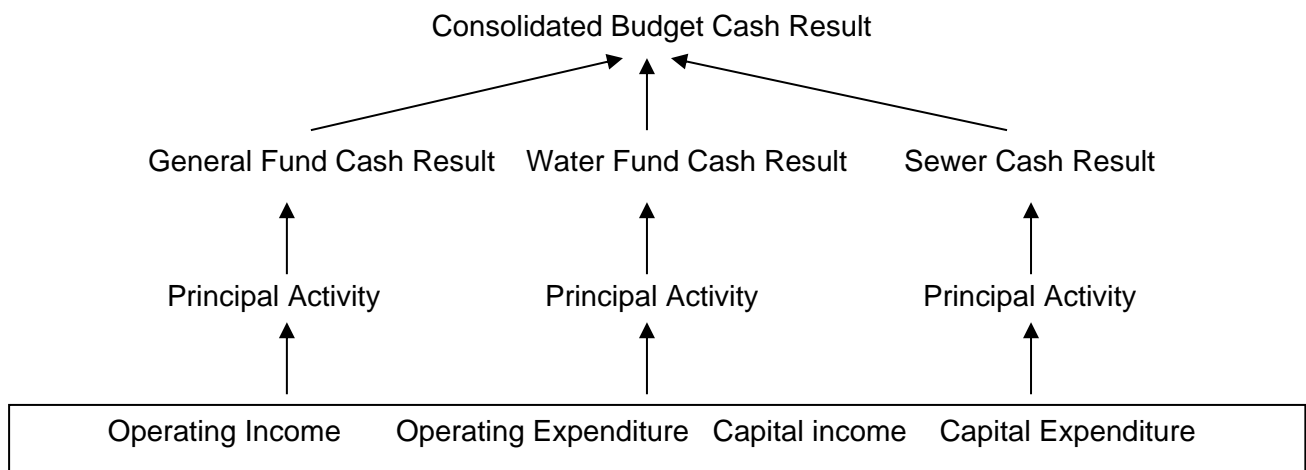 Consolidated Budget Cash Result
General Fund Cash Result Water Fund Cash Result Sewer Cash Result
Principal Activity Principal Activity Principal Activity
Operating Income Operating Expenditure Capital income Capital Expenditure